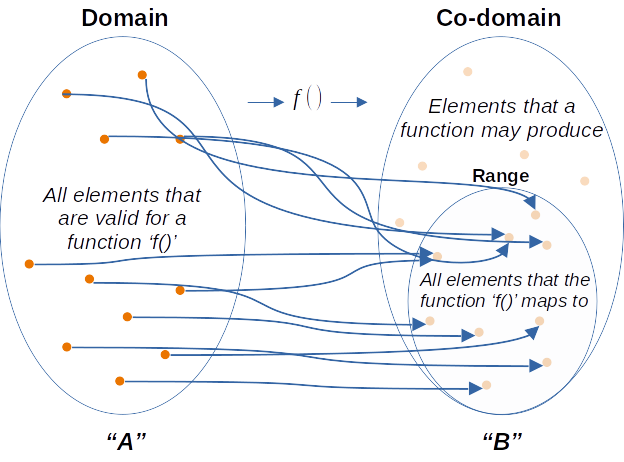 Domain
Co-domain
f ()
Elements that a
function may produce
Range
All elements that
are valid for a
function ‘f()’
All elements that the
function ‘f()’ maps to
“A”
“B”